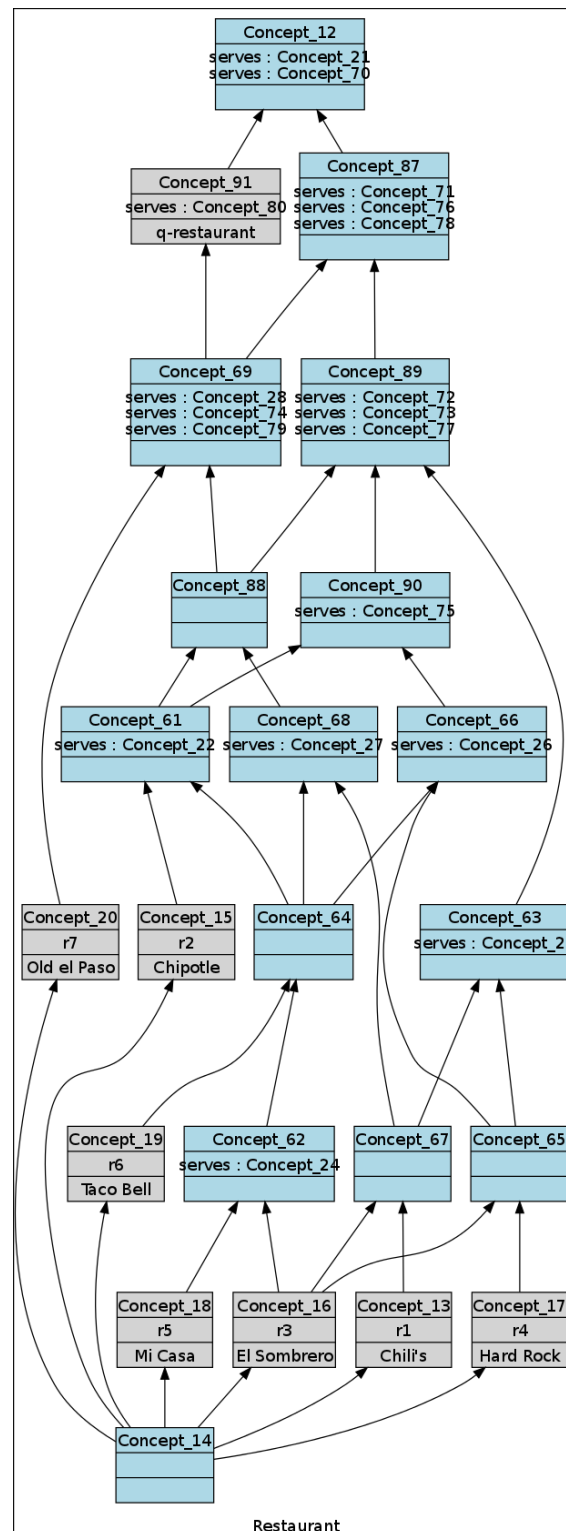 Concept_12
serves : Concept_21
serves : Concept_70
Concept_87
serves : Concept_71
serves : Concept_76
serves : Concept_78
Concept_91
serves : Concept_80
q-restaurant
Concept_69
serves : Concept_28
serves : Concept_74
serves : Concept_79
Concept_89
serves : Concept_72
serves : Concept_73
serves : Concept_77
Concept_88
Concept_90
serves : Concept_75
Concept_61
serves : Concept_22
Concept_68
serves : Concept_27
Concept_66
serves : Concept_26
Concept_20
r7
Old el Paso
Concept_15
r2
Chipotle
Concept_64
Concept_63
serves : Concept_2
Concept_19
r6
Taco Bell
Concept_62
serves : Concept_24
Concept_67
Concept_65
Concept_18
r5
Mi Casa
Concept_16
r3
El Sombrero
Concept_13
r1
Chili's
Concept_17
r4
Hard Rock
Concept_14
Restaurant